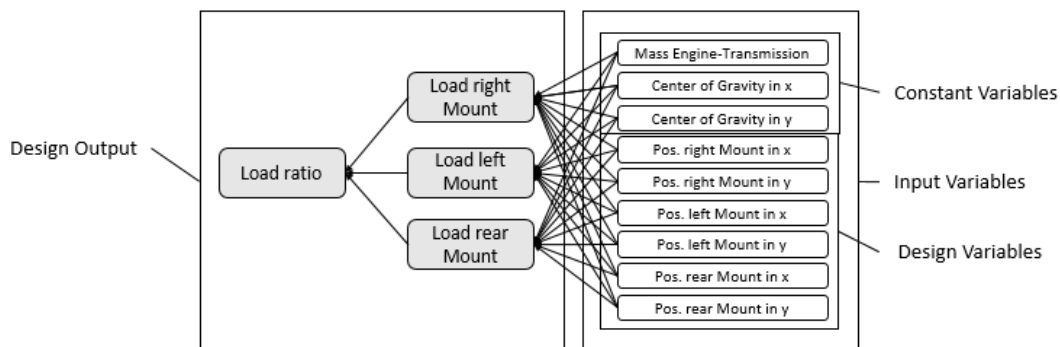 Design Output
Load ratio
Load right
Mount
Load left
Mount
Load rear
Mount
Mass Engine-Transmission
Center of Gravity in x
Center of Gravity in y
Pos. right Mount in x
Pos. right Mount in y
Pos. left Mount in x
Pos. left Mount in y
Pos. rear Mount in x
Pos. rear Mount in y
Constant Variables
Input Variables
Design Variables